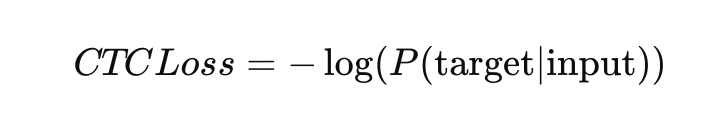 CTCLoss = − log(P(target|input))